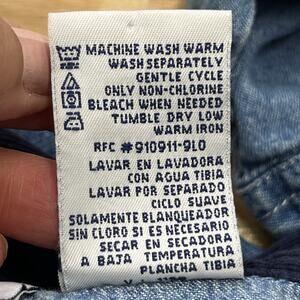 MACHINE WASH WARM
WASH SEPARATELY
GENTLE CYCLE
ONLY NON-CHLORINE
BLEACH WHEN NEEDED
TUMBLE DRY LOW
WARM IRON
RFC #910911-9L0
LAVAR EN LAVADORA
CON AGUA TIBIA
LAVAR POR SEPARADO
CICLO SUAVE
SOLAMENTE BLANQUEADOR
SIN CLORO SI ES NECESARIO
SECAR EN SECADORA
A BAJA TEMPERATURA
PLANCHA TIBIA